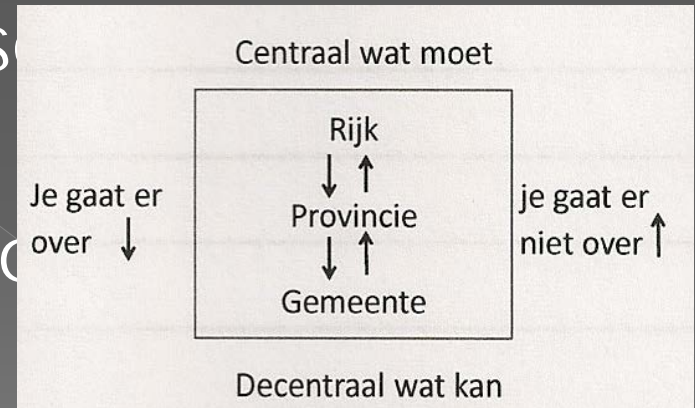 Centraal wat moet
Rijk
Je gaat er
over ↓
Provincie
je gaat er
niet over ↑
Gemeente
Decentraal wat kan